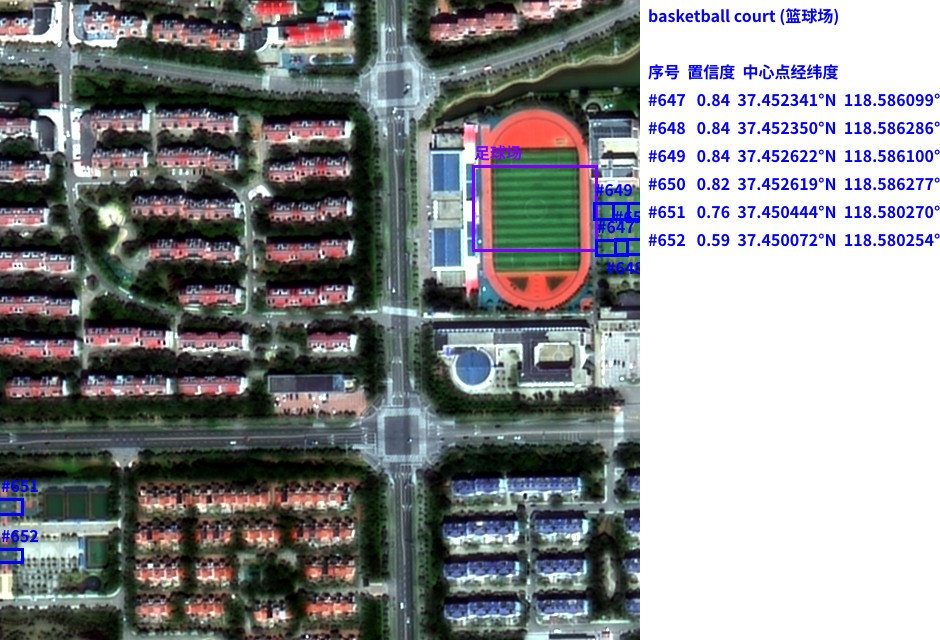 basketball court (篮球场)
序号 置信度 中心点经纬度
#647 0.84 37.452341°N 118.586099°
#648 0.84 37.452350°N 118.586286°
#649 0.84 37.452622°N 118.586100°
#650 0.82 37.452619°N 118.586277°
#651 0.76 37.450444°N 118.580270°
#652 0.59 37.450072°N 118.580254°
足球场
#649
#65
#647
#648
#651
#652